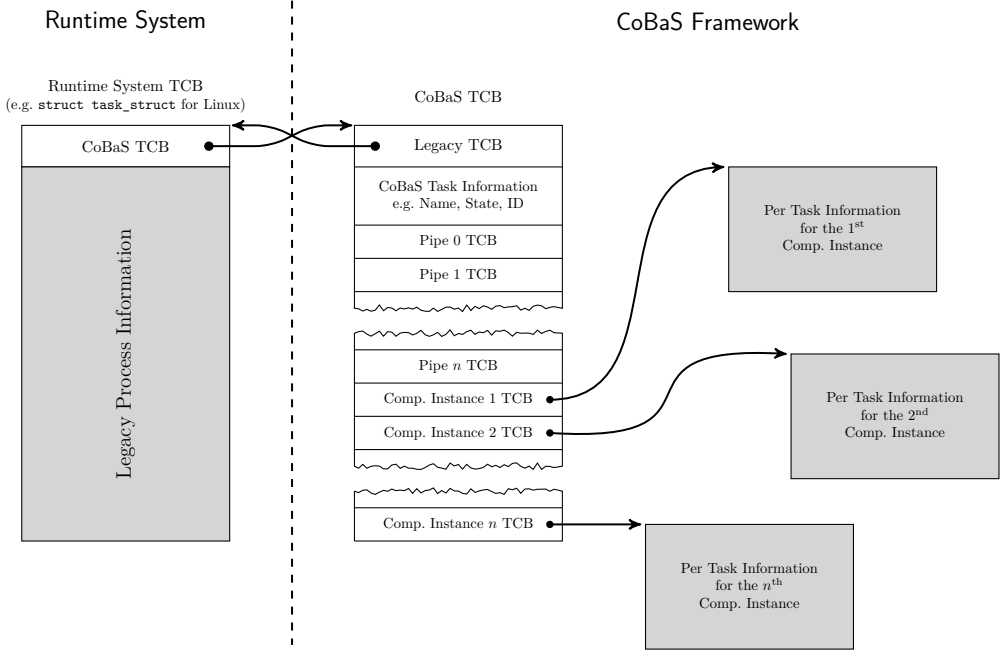 Runtime System
CoBaS Framework
Runtime System TCB
(e.g. struct task_struct for Linux)
CoBaS TCB
Legacy Process Information
CoBaS TCB
Legacy TCB
CoBaS Task Information
e.g. Name, State, ID
Pipe 0 TCB
Pipe 1 TCB
Pipe n TCB
Comp. Instance 1 TCB
Comp. Instance 2 TCB
Comp. Instance n TCB
Per Task Information
for the 1st
Comp. Instance
Per Task Information
for the 2nd
Comp. Instance
Per Task Information
for the nth
Comp. Instance